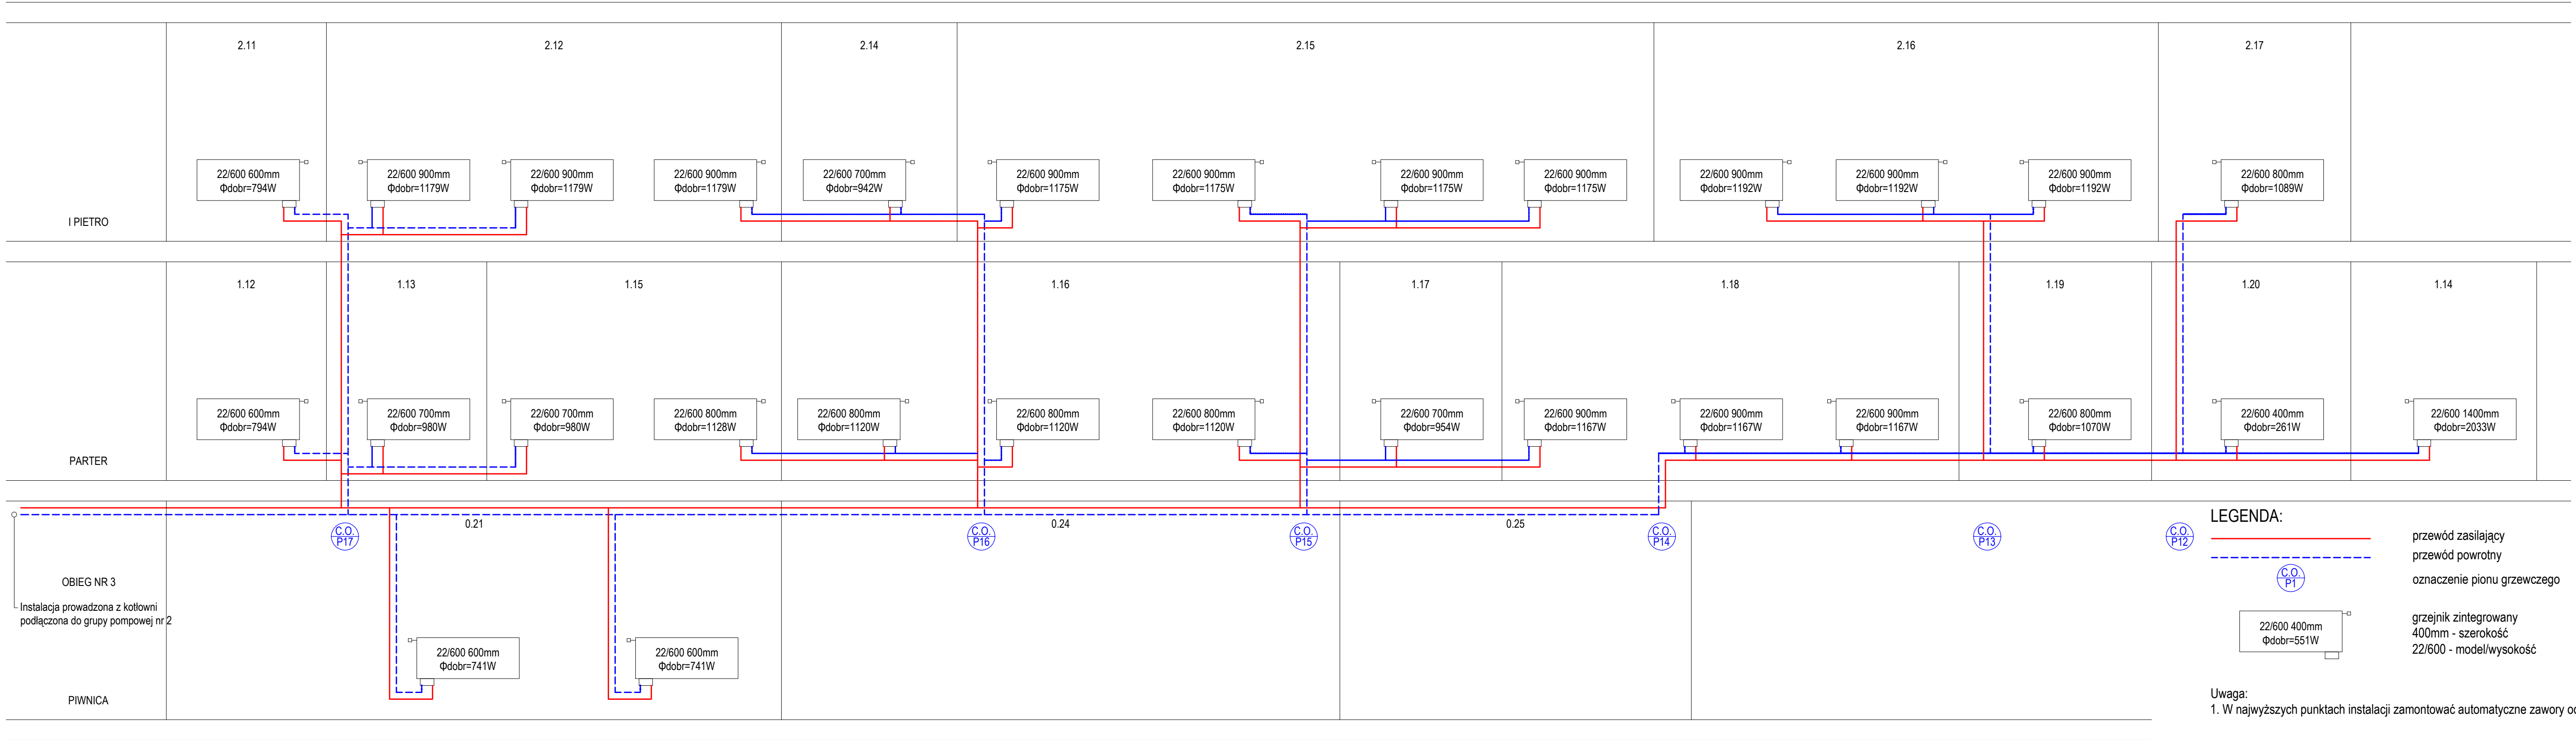 2.11
2.12
2.14
2.15
2.16
2.17
22/600 600mm
Φdobr=794W
22/600 900mm
Φdobr=1179W
22/600 900mm
Φdobr=1179W
22/600 900mm
Φdobr=1179W
22/600 700mm
Φdobr=942W
22/600 900mm
Φdobr=1175W
22/600 900mm
Φdobr=1175W
22/600 900mm
Φdobr=1175W
22/600 900mm
Φdobr=1175W
22/600 900mm
Φdobr=1192W
22/600 900mm
Φdobr=1192W
22/600 900mm
Φdobr=1192W
22/600 800mm
Φdobr=1089W
I PIETRO
1.12
1.13
1.15
1.16
1.17
1.18
1.19
1.20
1.14
22/600 600mm
Φdobr=794W
22/600 700mm
Φdobr=980W
22/600 700mm
Φdobr=980W
22/600 800mm
Φdobr=1128W
22/600 800mm
Φdobr=1120W
22/600 800mm
Φdobr=1120W
22/600 800mm
Φdobr=1120W
22/600 700mm
Φdobr=954W
22/600 900mm
Φdobr=1167W
22/600 900mm
Φdobr=1167W
22/600 900mm
Φdobr=1167W
22/600 800mm
Φdobr=1070W
22/600 400mm
Φdobr=261W
22/600 1400mm
Φdobr=2033W
PARTER
0.21
0.24
0.25
C.O.
P17
C.O.
P16
C.O.
P15
C.O.
P14
C.O.
P13
C.O.
P12
OBIEG NR 3
Instalacja prowadzona z kotłowni
podłączona do grupy pompowej nr 2
22/600 600mm
Φdobr=741W
22/600 600mm
Φdobr=741W
PIWNICA
LEGENDA:
przewód zasilający
przewód powrotny
C.O.
P1
oznaczenie pionu grzewczego
22/600 400mm
Φdobr=551W
grzejnik zintegrowany
400mm - szerokość
22/600 - model/wysokość
Uwaga:
1. W najwyższych punktach instalacji zamontować automatyczne zawory